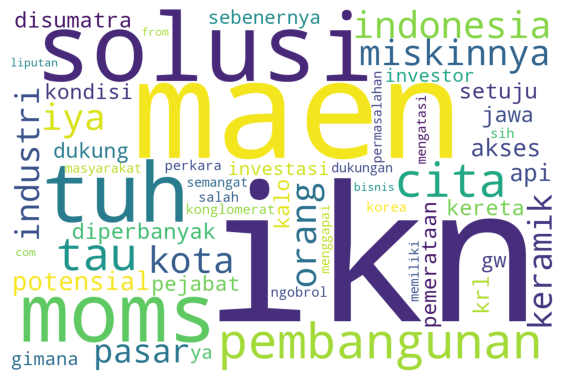 disumatra
from
sebenernya
indonesia
liputan
solusi
miskinnya
kondisi
investor
setuju
industri
iya
maen
permasalahan
mengatasi
jawa
sih
dukung
perkara
investasi
dukungan
akses
masyarakat
semangat
bisnis
cita
api
tuh
salah
kalo
orang
konglomerat
korea
kereta
keramik
diperbanyak
menggapai
memiliki
pemerataan
tau
kota
ikn
gw
com
potensial
pejabat
krl
moms
ngobrol
pembangunan
gimana
pasar
ya